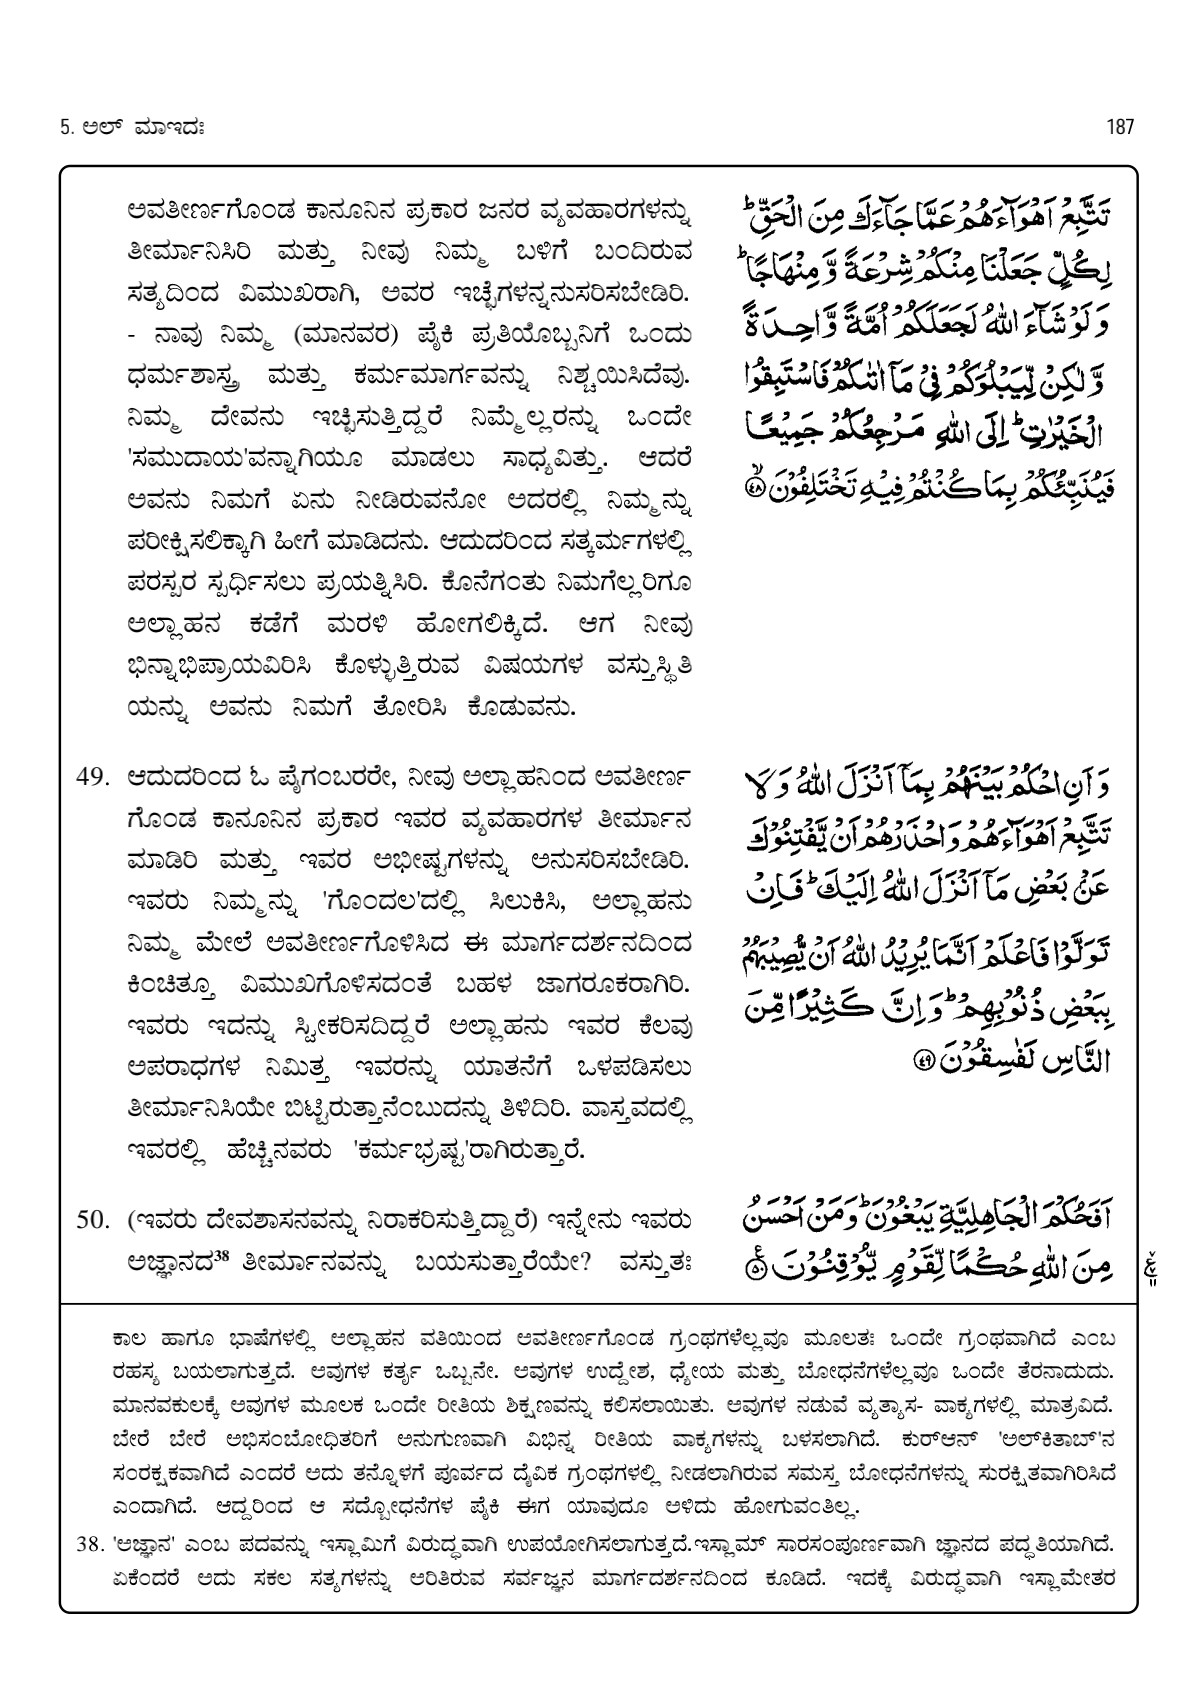 5. ಅಲ್ ಮಾಇದಃ
187
ಅವತೀರ್ಣಗೊಂಡ ಕಾನೂನಿನ ಪ್ರಕಾರ ಜನರ ವ್ಯವಹಾರಗಳನ್ನು
ತೀರ್ಮಾನಿಸಿರಿ ಮತ್ತು ನೀವು ನಿಮ್ಮ ಬಳಿಗೆ ಬಂದಿರುವ
ಸತ್ಯದಿಂದ ವಿಮುಖರಾಗಿ, ಅವರ ಇಚ್ಛೆಗಳನ್ನನುಸರಿಸಬೇಡಿರಿ.
- ನಾವು ನಿಮ್ಮ (ಮಾನವರ) ಪೈಕಿ ಪ್ರತಿಯೊಬ್ಬನಿಗೆ ಒಂದು
ಧರ್ಮಶಾಸ್ತ್ರ ಮತ್ತು ಕರ್ಮಮಾರ್ಗವನ್ನು ನಿಶ್ಚಯಿಸಿದೆವು.
ನಿಮ್ಮ ದೇವನು ಇಚ್ಛಿಸುತ್ತಿದ್ದರೆ ನಿಮ್ಮೆಲ್ಲರನ್ನು ಒಂದೇ
'ಸಮುದಾಯ'ವನ್ನಾಗಿಯೂ ಮಾಡಲು ಸಾಧ್ಯವಿತ್ತು. ಆದರೆ
ಅವನು ನಿಮಗೆ ಏನು ನೀಡಿರುವನೋ ಅದರಲ್ಲಿ ನಿಮ್ಮನ್ನು
ಪರೀಕ್ಷಿಸಲಿಕ್ಕಾಗಿ ಹೀಗೆ ಮಾಡಿದನು. ಆದುದರಿಂದ ಸತ್ಕರ್ಮಗಳಲ್ಲಿ
ಪರಸ್ಪರ ಸ್ಪರ್ಧಿಸಲು ಪ್ರಯತ್ನಿಸಿರಿ. ಕೊನೆಗಂತು ನಿಮಗೆಲ್ಲರಿಗೂ
ಅಲ್ಲಾಹನ ಕಡೆಗೆ ಮರಳಿ ಹೋಗಲಿಕ್ಕಿದೆ. ಆಗ ನೀವು
ಭಿನ್ನಾಭಿಪ್ರಾಯವಿರಿಸಿ ಕೊಳ್ಳುತ್ತಿರುವ ವಿಷಯಗಳ ವಸ್ತುಸ್ಥಿತಿ
ಯನ್ನು ಅವನು ನಿಮಗೆ ತೋರಿಸಿ ಕೊಡುವನು.
تَتَّبِعْ اَهْوَآءَهُمْ عَمَّا جَآءَكَ مِنَ الْحَقِّ ؕ
لِكُلٍّ جَعَلْنَا مِنْكُمْ شِرْعَةً وَّ مِنْهَاجًا ؕ
وَ لَوْ شَآءَ اللّٰهُ لَجَعَلَكُمْ اُمَّةً وَّاحِدَةً
وَّ لٰكِنْ لِّيَبْلُوَكُمْ فِيْ مَاۤ اٰتٰىكُمْ فَاسْتَبِقُوا
الْخَيْرٰتِ ؕ اِلَى اللّٰهِ مَرْجِعُكُمْ جَمِيْعًا
فَيُنَبِّئُكُمْ بِمَا كُنْتُمْ فِيْهِ تَخْتَلِفُوْنَ ۙ ۴۸
49. ಆದುದರಿಂದ ಓ ಪೈಗಂಬರರೇ, ನೀವು ಅಲ್ಲಾಹನಿಂದ ಅವತೀರ್ಣ
ಗೊಂಡ ಕಾನೂನಿನ ಪ್ರಕಾರ ಇವರ ವ್ಯವಹಾರಗಳ ತೀರ್ಮಾನ
ಮಾಡಿರಿ ಮತ್ತು ಇವರ ಅಭೀಷ್ಟಗಳನ್ನು ಅನುಸರಿಸಬೇಡಿರಿ.
ಇವರು ನಿಮ್ಮನ್ನು 'ಗೊಂದಲ'ದಲ್ಲಿ ಸಿಲುಕಿಸಿ, ಅಲ್ಲಾಹನು
ನಿಮ್ಮ ಮೇಲೆ ಅವತೀರ್ಣಗೊಳಿಸಿದ ಈ ಮಾರ್ಗದರ್ಶನದಿಂದ
ಕಿಂಚಿತ್ತೂ ವಿಮುಖಗೊಳಿಸದಂತೆ ಬಹಳ ಜಾಗರೂಕರಾಗಿರಿ.
ಇವರು ಇದನ್ನು ಸ್ವೀಕರಿಸದಿದ್ದರೆ ಅಲ್ಲಾಹನು ಇವರ ಕೆಲವು
ಅಪರಾಧಗಳ ನಿಮಿತ್ತ ಇವರನ್ನು ಯಾತನೆಗೆ ಒಳಪಡಿಸಲು
ತೀರ್ಮಾನಿಸಿಯೇ ಬಿಟ್ಟಿರುತ್ತಾನೆಂಬುದನ್ನು ತಿಳಿದಿರಿ. ವಾಸ್ತವದಲ್ಲಿ
ಇವರಲ್ಲಿ ಹೆಚ್ಚಿನವರು 'ಕರ್ಮಭ್ರಷ್ಟ'ರಾಗಿರುತ್ತಾರೆ.
وَ اَنِ احْكُمْ بَيْنَهُمْ بِمَاۤ اَنْزَلَ اللّٰهُ وَ لَا
تَتَّبِعْ اَهْوَآءَهُمْ وَ احْذَرْهُمْ اَنْ يَّفْتِنُوْكَ
عَنْۢ بَعْضِ مَاۤ اَنْزَلَ اللّٰهُ اِلَيْكَ ؕ فَاِنْ
تَوَلَّوْا فَاعْلَمْ اَنَّمَا يُرِيْدُ اللّٰهُ اَنْ يُّصِيْبَهُمْ
بِبَعْضِ ذُنُوْبِهِمْ ؕ وَ اِنَّ كَثِيْرًا مِّنَ
النَّاسِ لَفٰسِقُوْنَ ۴۹
50. (ಇವರು ದೇವಶಾಸನವನ್ನು ನಿರಾಕರಿಸುತ್ತಿದ್ದಾರೆ) ಇನ್ನೇನು ಇವರು
ಅಜ್ಞಾನದ³⁸ ತೀರ್ಮಾನವನ್ನು ಬಯಸುತ್ತಾರೆಯೇ? ವಸ್ತುತಃ
اَفَحُكْمَ الْجَاهِلِيَّةِ يَبْغُوْنَ ؕ وَ مَنْ اَحْسَنُ
مِنَ اللّٰهِ حُكْمًا لِّقَوْمٍ يُّوْقِنُوْنَ ۵۰
ಕಾಲ ಹಾಗೂ ಭಾಷೆಗಳಲ್ಲಿ ಅಲ್ಲಾಹನ ವತಿಯಿಂದ ಅವತೀರ್ಣಗೊಂಡ ಗ್ರಂಥಗಳೆಲ್ಲವೂ ಮೂಲತಃ ಒಂದೇ ಗ್ರಂಥವಾಗಿದೆ ಎಂಬ
ರಹಸ್ಯ ಬಯಲಾಗುತ್ತದೆ. ಅವುಗಳ ಕರ್ತೃ ಒಬ್ಬನೇ. ಅವುಗಳ ಉದ್ದೇಶ, ಧ್ಯೇಯ ಮತ್ತು ಬೋಧನೆಗಳೆಲ್ಲವೂ ಒಂದೇ ತೆರನಾದುದು.
ಮಾನವಕುಲಕ್ಕೆ ಅವುಗಳ ಮೂಲಕ ಒಂದೇ ರೀತಿಯ ಶಿಕ್ಷಣವನ್ನು ಕಲಿಸಲಾಯಿತು. ಅವುಗಳ ನಡುವೆ ವ್ಯತ್ಯಾಸ- ವಾಕ್ಯಗಳಲ್ಲಿ ಮಾತ್ರವಿದೆ.
ಬೇರೆ ಬೇರೆ ಅಭಿಸಂಬೋಧಿತರಿಗೆ ಅನುಗುಣವಾಗಿ ವಿಭಿನ್ನ ರೀತಿಯ ವಾಕ್ಯಗಳನ್ನು ಬಳಸಲಾಗಿದೆ. ಕುರ್‌ಆನ್ 'ಅಲ್‌ಕಿತಾಬ್'ನ
ಸಂರಕ್ಷಕವಾಗಿದೆ ಎಂದರೆ ಅದು ತನ್ನೊಳಗೆ ಪೂರ್ವದ ದೈವಿಕ ಗ್ರಂಥಗಳಲ್ಲಿ ನೀಡಲಾಗಿರುವ ಸಮಸ್ತ ಬೋಧನೆಗಳನ್ನು ಸುರಕ್ಷಿತವಾಗಿರಿಸಿದೆ
ಎಂದಾಗಿದೆ. ಆದ್ದರಿಂದ ಆ ಸದ್ಬೋಧನೆಗಳ ಪೈಕಿ ಈಗ ಯಾವುದೂ ಅಳಿದು ಹೋಗುವಂತಿಲ್ಲ.
38. 'ಅಜ್ಞಾನ' ಎಂಬ ಪದವನ್ನು ಇಸ್ಲಾಮಿಗೆ ವಿರುದ್ಧವಾಗಿ ಉಪಯೋಗಿಸಲಾಗುತ್ತದೆ.ಇಸ್ಲಾಮ್ ಸಾರಸಂಪೂರ್ಣವಾಗಿ ಜ್ಞಾನದ ಪದ್ಧತಿಯಾಗಿದೆ.
ಏಕೆಂದರೆ ಅದು ಸಕಲ ಸತ್ಯಗಳನ್ನು ಅರಿತಿರುವ ಸರ್ವಜ್ಞನ ಮಾರ್ಗದರ್ಶನದಿಂದ ಕೂಡಿದೆ. ಇದಕ್ಕೆ ವಿರುದ್ಧವಾಗಿ ಇಸ್ಲಾಮೇತರ